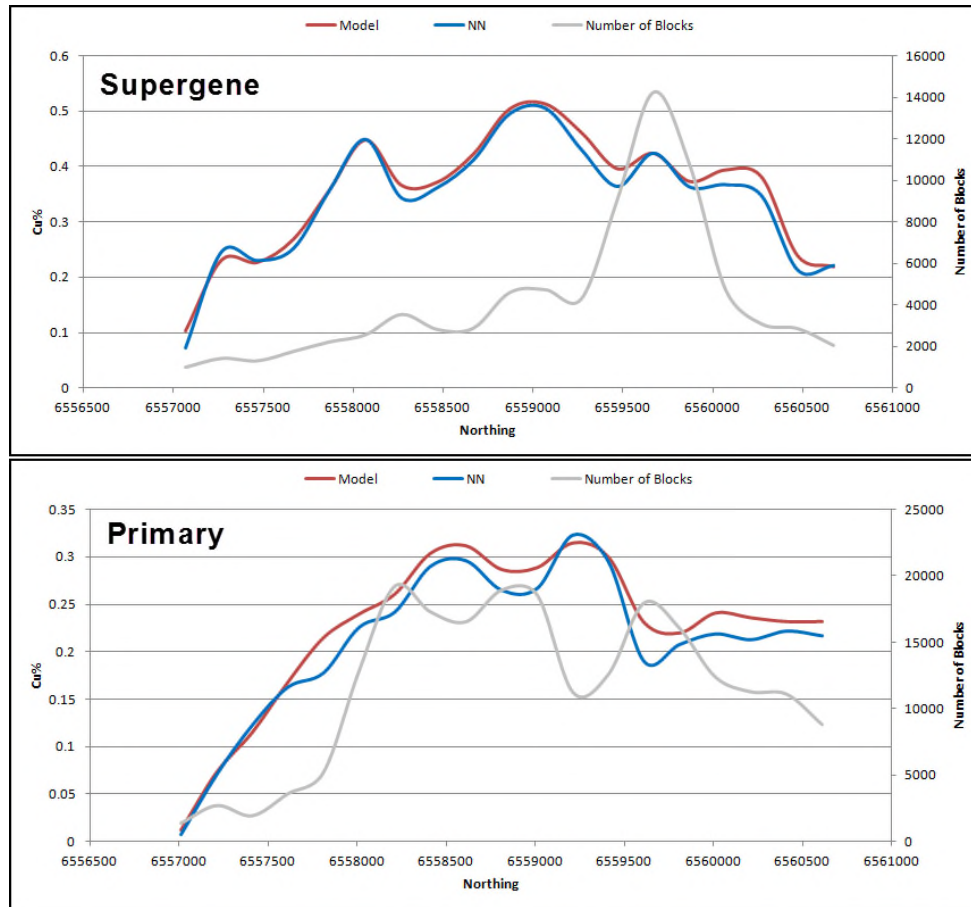 Model NN Number of Blocks
Supergene
0.6 16000
0.5 14000
0.4 12000
0.3 10000
0.2 8000
0.1 6000
0 4000
2000
0
Cu%
Number of Blocks
6556500 6557000 6557500 6558000 6558500 6559000 6559500 6560000 6560500 6561000
Northing
Model NN Number of Blocks
Primary
0.35 25000
0.3 20000
0.25 15000
0.2 10000
0.15 5000
0.1 0
0.05
0
Cu%
Number of Blocks
6556500 6557000 6557500 6558000 6558500 6559000 6559500 6560000 6560500 6561000
Northing